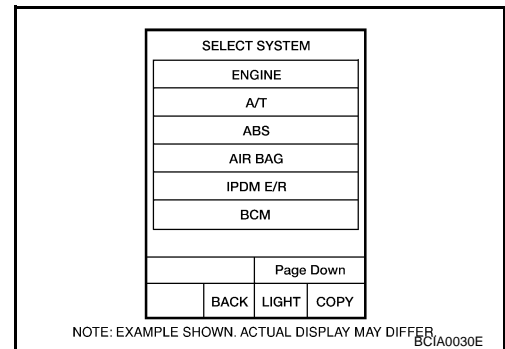 SELECT SYSTEM
ENGINE
A/T
ABS
AIR BAG
IPDM E/R
BCM
Page Down
BACK LIGHT COPY
NOTE: EXAMPLE SHOWN. ACTUAL DISPLAY MAY DIFFER.
BCIA0030E